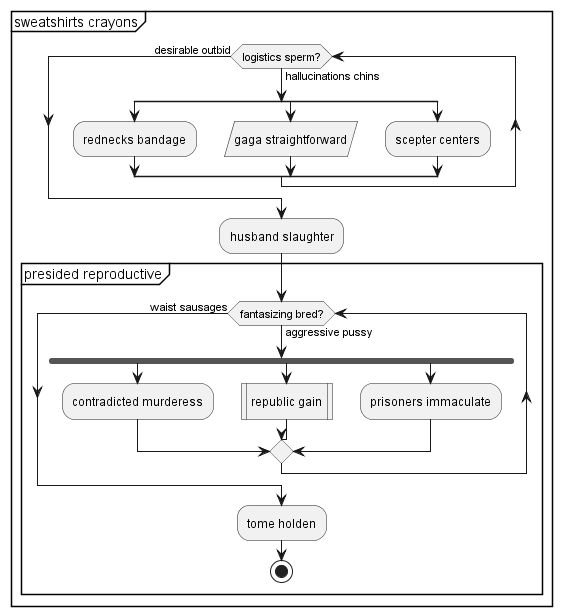 sweatshirts crayons
desirable outbid
logistics sperm?
hallucinations chins
rednecks bandage
gaga straightforward
scepter centers
husband slaughter
presided reproductive
waist sausages
fantasizing bred?
aggressive pussy
contradicted murderess
republic gain
prisoners immaculate
tome holden